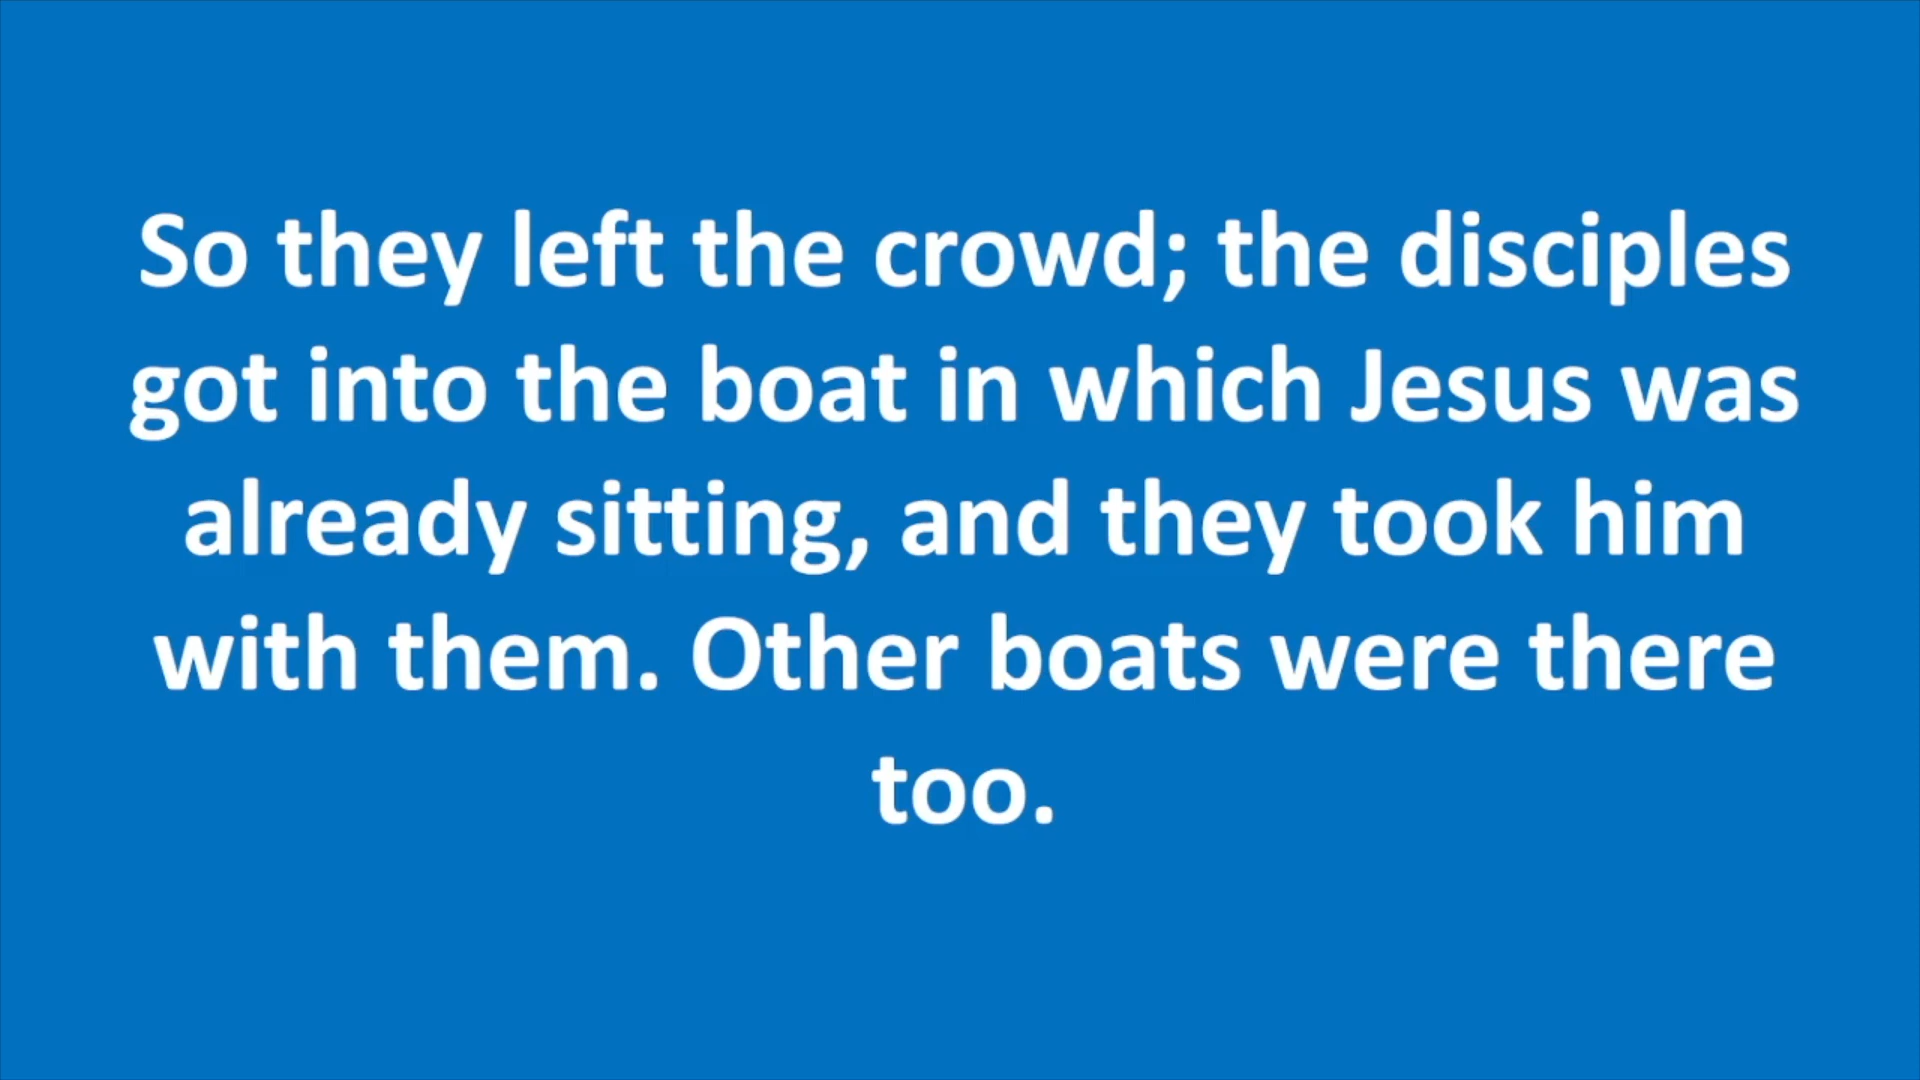 So they left the crowd; the disciples
got into the boat in which Jesus was
already sitting, and they took him
with them. Other boats were there
too.